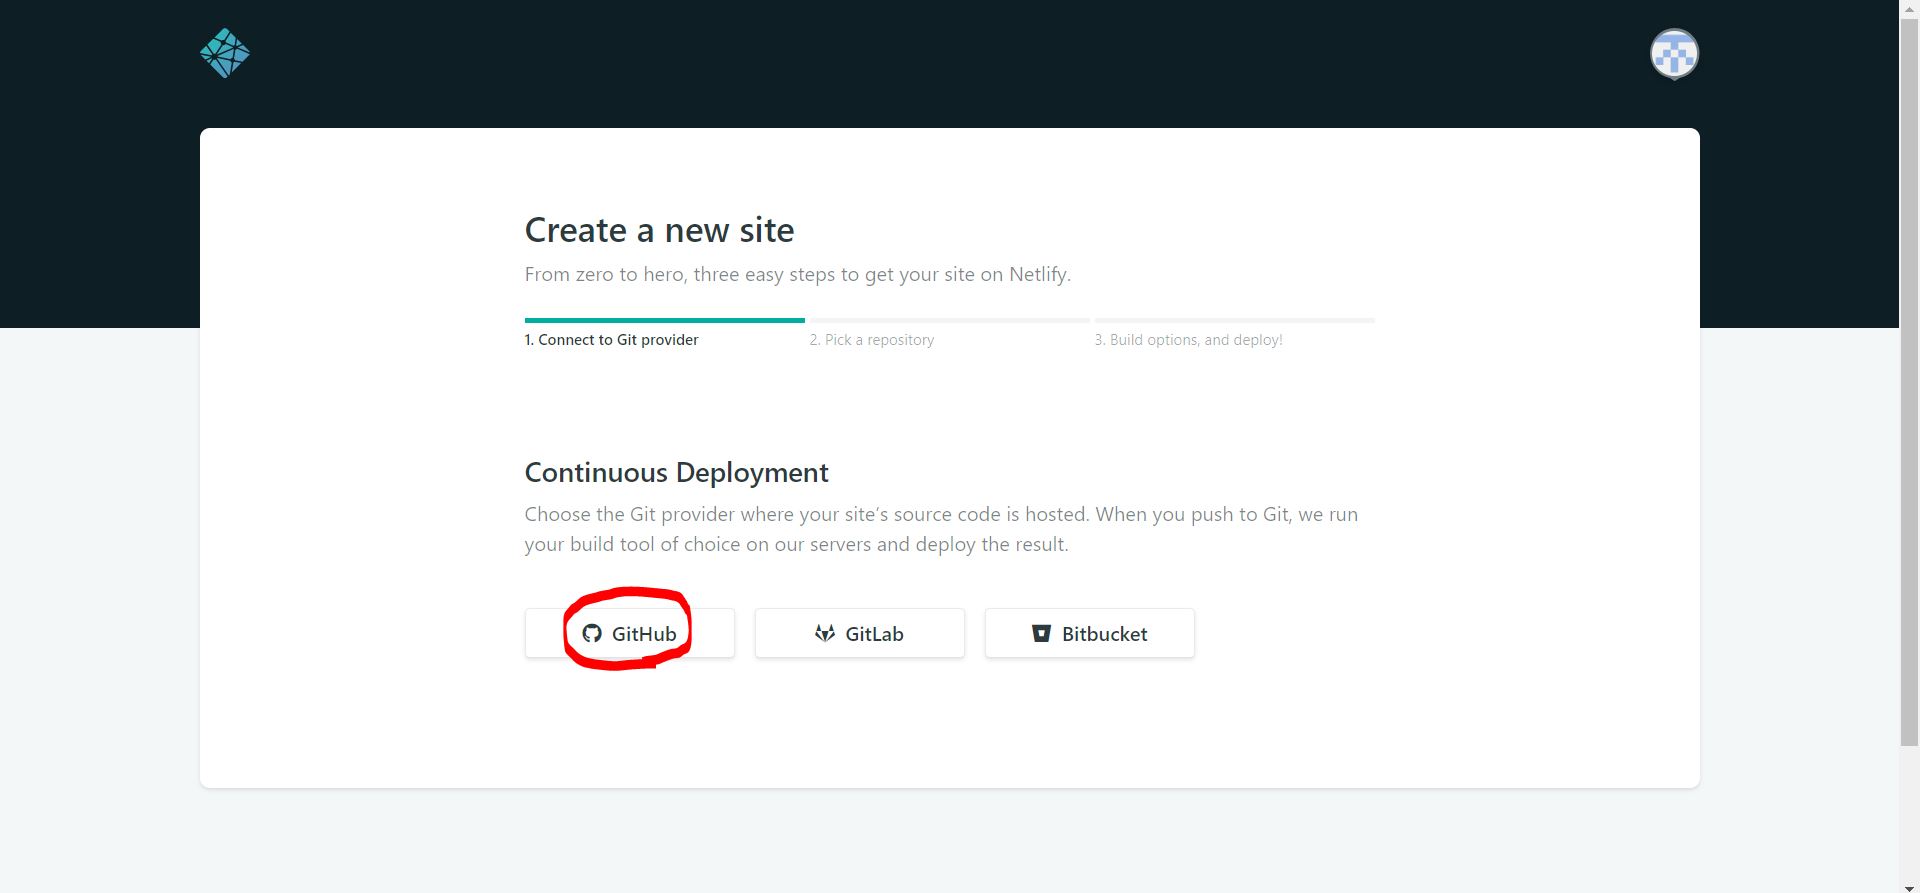 Create a new site
From zero to hero, three easy steps to get your site on Netlify.
1. Connect to Git provider
2. Pick a repository
3. Build options, and deploy!
Continuous Deployment
Choose the Git provider where your site’s source code is hosted. When you push to Git, we run
your build tool of choice on our servers and deploy the result.
GitHub
GitLab
Bitbucket